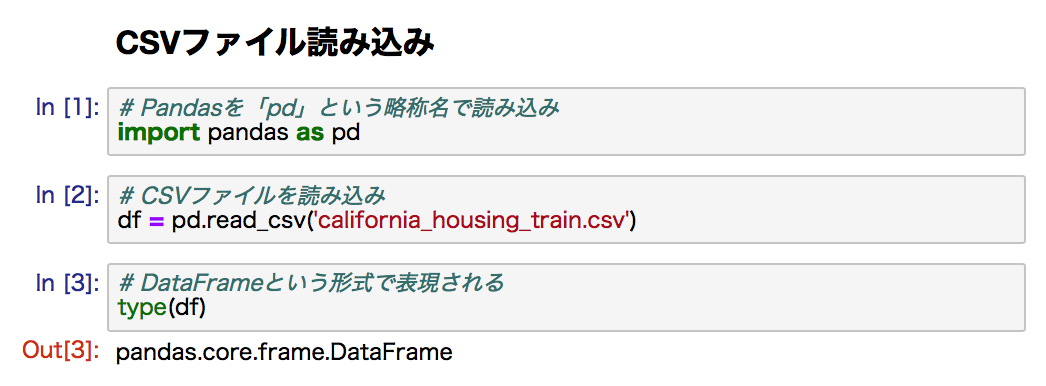 CSVファイル読み込み
In [1]:
# Pandasを「pd」という略称名で読み込み
import pandas as pd
In [2]:
# CSVファイルを読み込み
df = pd.read_csv('california_housing_train.csv')
In [3]:
# DataFrameという形式で表現される
type(df)
Out[3]:
pandas.core.frame.DataFrame